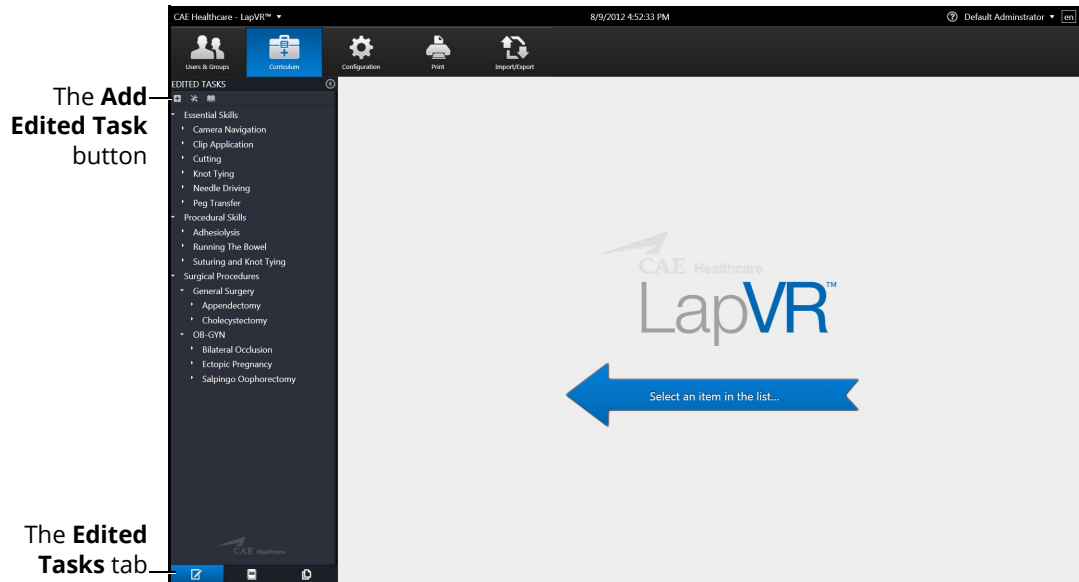 CAE Healthcare - LapVR™
8/9/2012 4:52:33 PM
Default Adminstrator
en
Users & Groups
Curriculum
Configuration
Print
Import/Export
EDITED TASKS
The Add
Edited Task
button
Essential Skills
Camera Navigation
Clip Application
Cutting
Knot Tying
Needle Driving
Peg Transfer
Procedural Skills
Adhesiolysis
Running The Bowel
Suturing and Knot Tying
Surgical Procedures
General Surgery
Appendectomy
Cholecystectomy
OB-GYN
Bilateral Occlusion
Ectopic Pregnancy
Salpingo Oophorectomy
CAE Healthcare
LapVR™
Select an item in the list...
CAE Healthcare
The Edited
Tasks tab